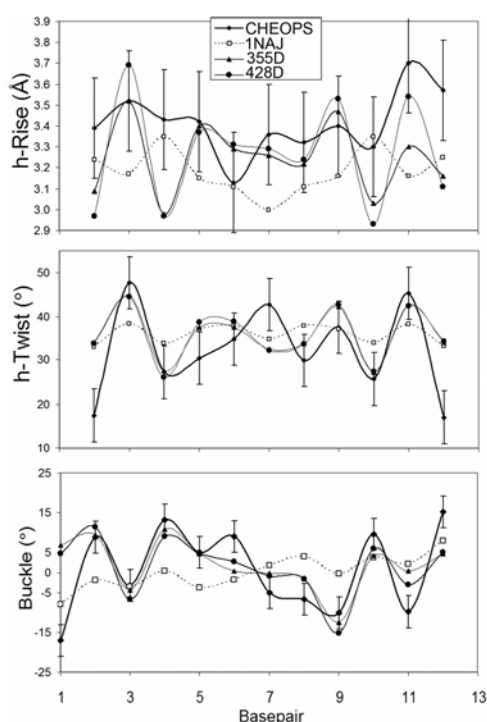 CHEOPS
1NAJ
355D
428D
h-Rise (Å)
3.9
3.8
3.7
3.6
3.5
3.4
3.3
3.2
3.1
3.0
2.9
h-Twist (°)
50
40
30
20
10
Buckle (°)
25
15
5
0
-5
-15
-25
1 3 5 7 9 11 13
Basepair